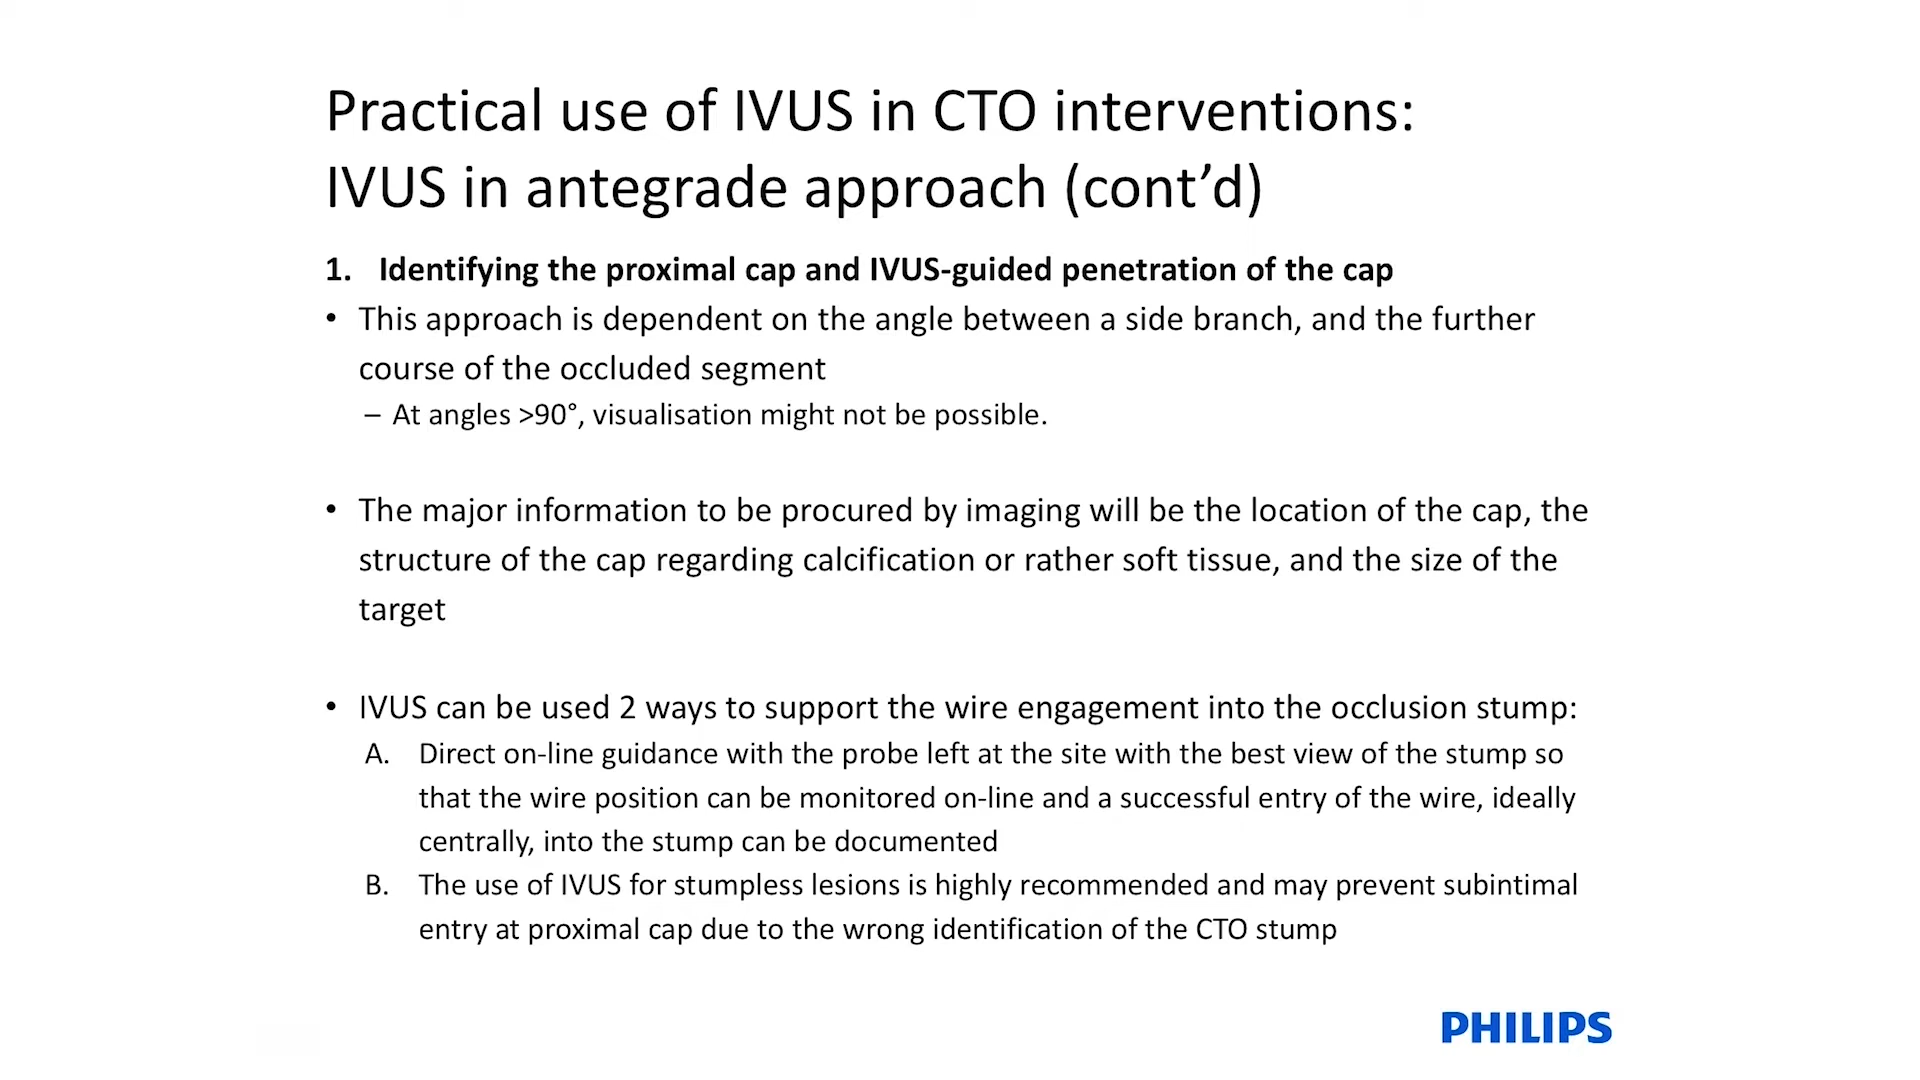 Practical use of IVUS in CTO interventions:
IVUS in antegrade approach (cont’d)
1. Identifying the proximal cap and IVUS-guided penetration of the cap
• This approach is dependent on the angle between a side branch, and the further
course of the occluded segment
– At angles >90°, visualisation might not be possible.
• The major information to be procured by imaging will be the location of the cap, the
structure of the cap regarding calcification or rather soft tissue, and the size of the
target
• IVUS can be used 2 ways to support the wire engagement into the occlusion stump:
A. Direct on-line guidance with the probe left at the site with the best view of the stump so
that the wire position can be monitored on-line and a successful entry of the wire, ideally
centrally, into the stump can be documented
B. The use of IVUS for stumpless lesions is highly recommended and may prevent subintimal
entry at proximal cap due to the wrong identification of the CTO stump
PHILIPS